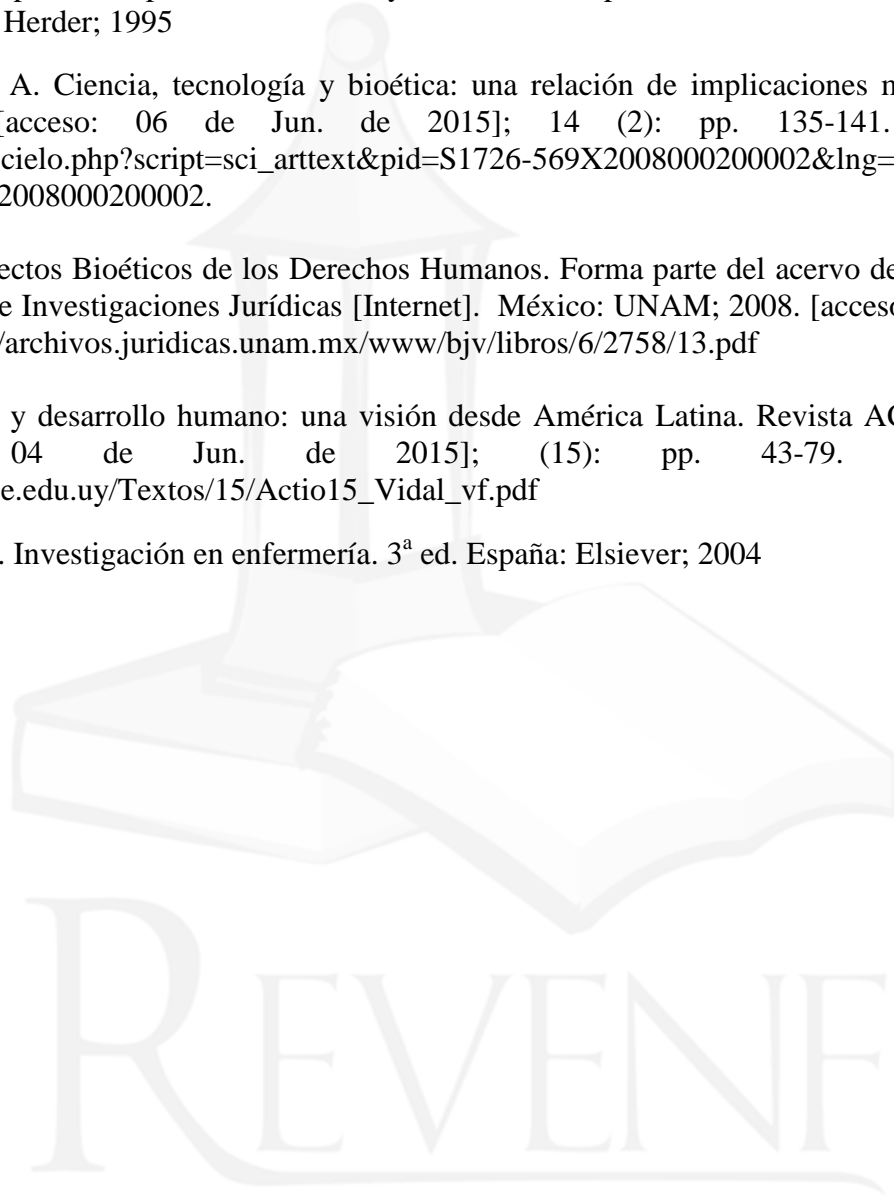 Herder; 1995
A. Ciencia, tecnología y bioética: una relación de implicaciones
[acceso: 06 de Jun. de 2015]; 14 (2): pp. 135-141.
cielo.php?script=sci_arttext&pid=S1726-569X2008000200002&lng=
2008000200002.
ectos Bioéticos de los Derechos Humanos. Forma parte del acervo de
e Investigaciones Jurídicas [Internet]. México: UNAM; 2008. [acceso
/archivos.juridicas.unam.mx/www/bjv/libros/6/2758/13.pdf
y desarrollo humano: una visión desde América Latina. Revista AC
04 de Jun. de 2015]; (15): pp. 43-79.
e.edu.uy/Textos/15/Actio15_Vidal_vf.pdf
. Investigación en enfermería. 3ª ed. España: Elsiever; 2004
REVENF